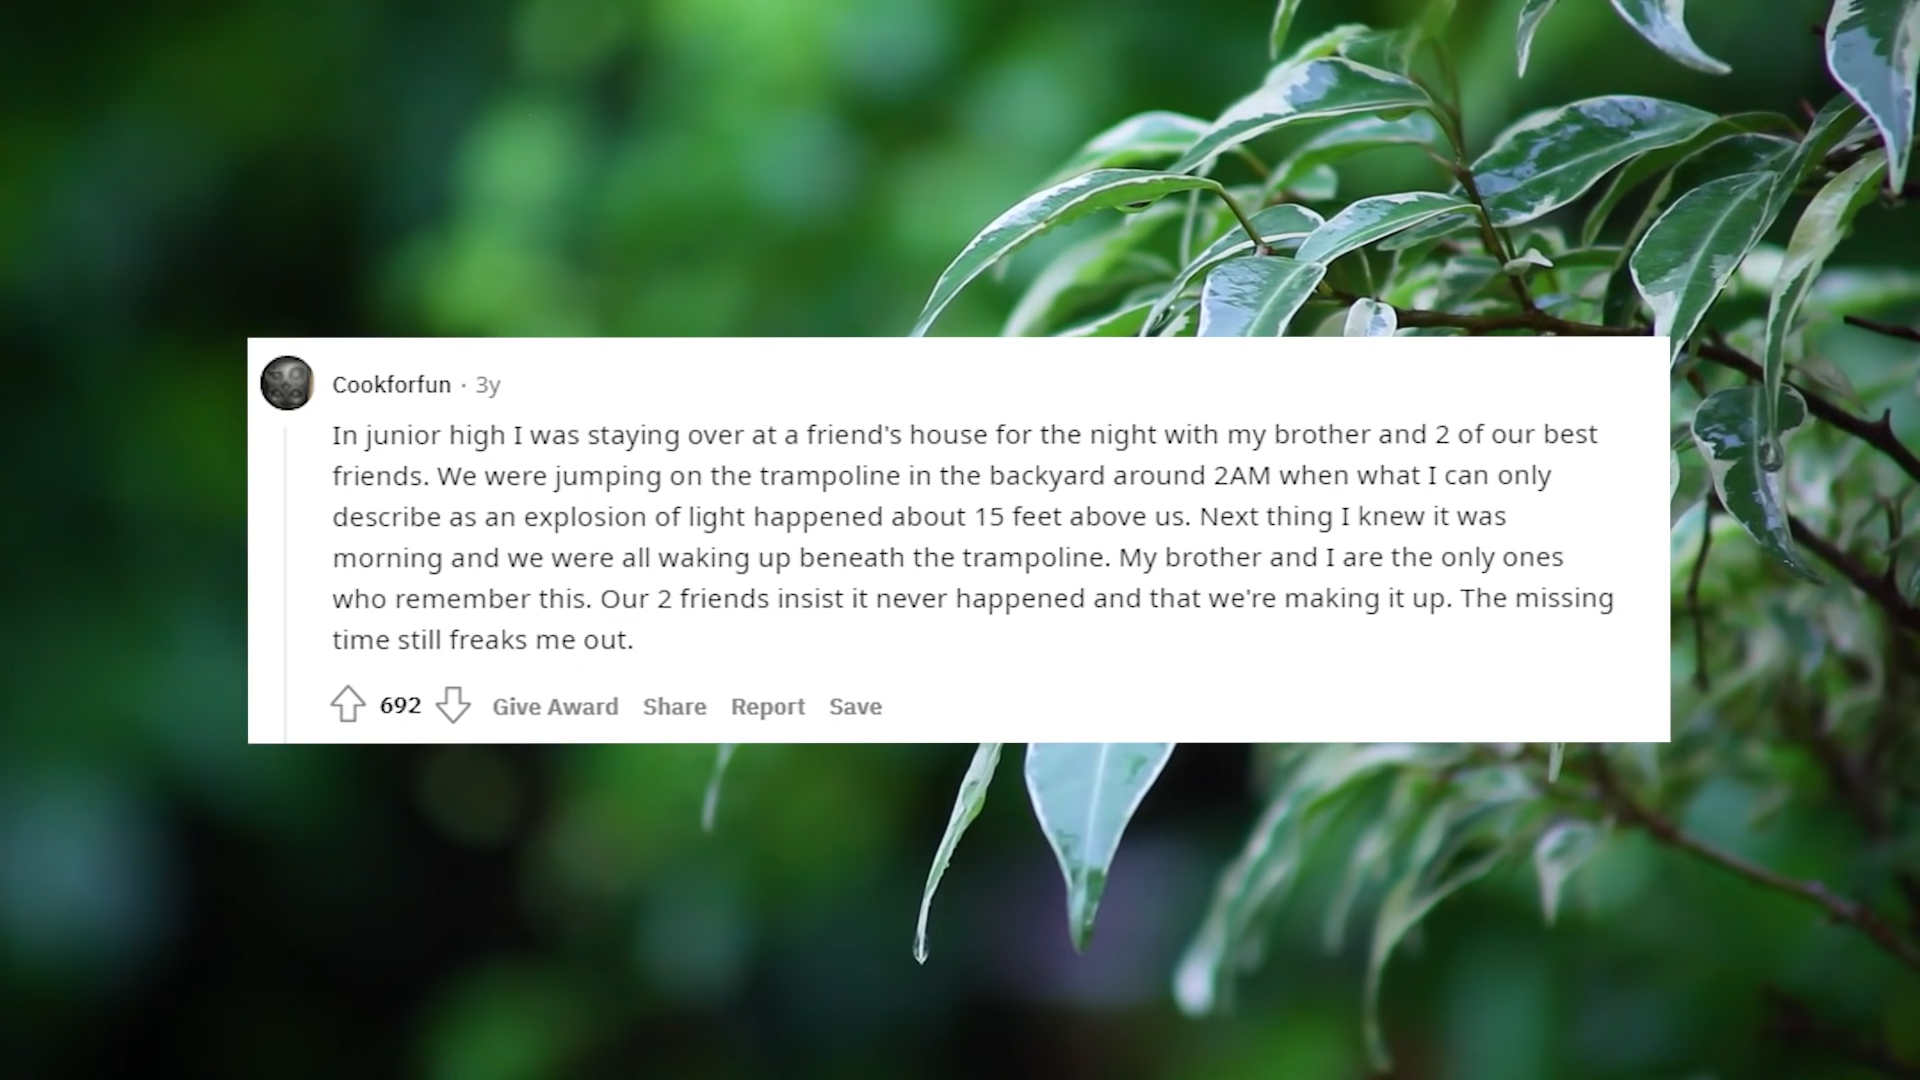 Cookforfun · 3y
In junior high I was staying over at a friend's house for the night with my brother and 2 of our best
friends. We were jumping on the trampoline in the backyard around 2AM when what I can only
describe as an explosion of light happened about 15 feet above us. Next thing I knew it was
morning and we were all waking up beneath the trampoline. My brother and I are the only ones
who remember this. Our 2 friends insist it never happened and that we're making it up. The missing
time still freaks me out.
692 Give Award Share Report Save